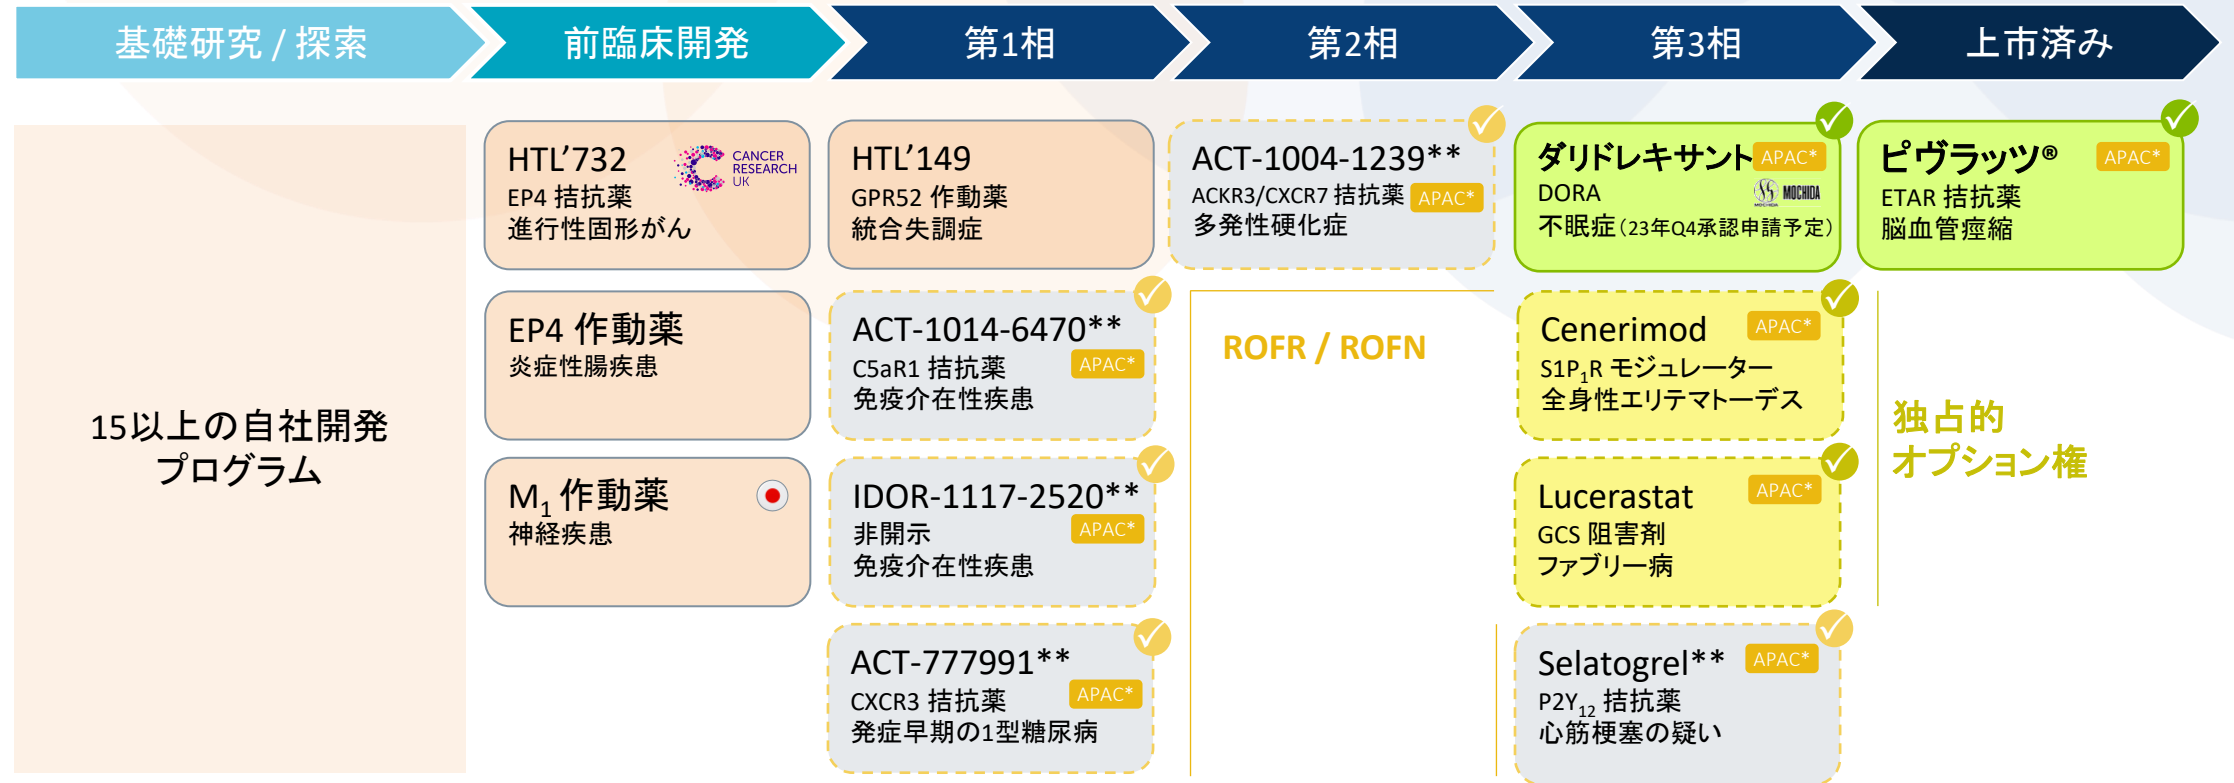 基礎研究 / 探索
前臨床開発
第1相
第2相
第3相
上市済み
15以上の自社開発
プログラム
HTL’732
EP4 拮抗薬
進行性固形がん
CANCER
RESEARCH
UK
EP4 作動薬
炎症性腸疾患
M1 作動薬
神経疾患
HTL’149
GPR52 作動薬
統合失調症
ACT-1014-6470**
C5aR1 拮抗薬
APAC*
免疫介在性疾患
IDOR-1117-2520**
非開示
APAC*
免疫介在性疾患
ACT-777991**
CXCR3 拮抗薬
APAC*
発症早期の1型糖尿病
ACT-1004-1239**
ACKR3/CXCR7 拮抗薬
APAC*
多発性硬化症
ROFR / ROFN
ダリドレキサント
APAC*
DORA
MOCHIDA
MOCHIDA
不眠症（23年Q4承認申請予定）
Cenerimod
APAC*
S1P1R モジュレーター
全身性エリテマトーデス
Lucerastat
APAC*
GCS 阻害剤
ファブリー病
Selatogrel**
APAC*
P2Y12 拮抗薬
心筋梗塞の疑い
ピヴラッツ®
APAC*
ETAR 拮抗薬
脳血管痙縮
独占的
オプション権